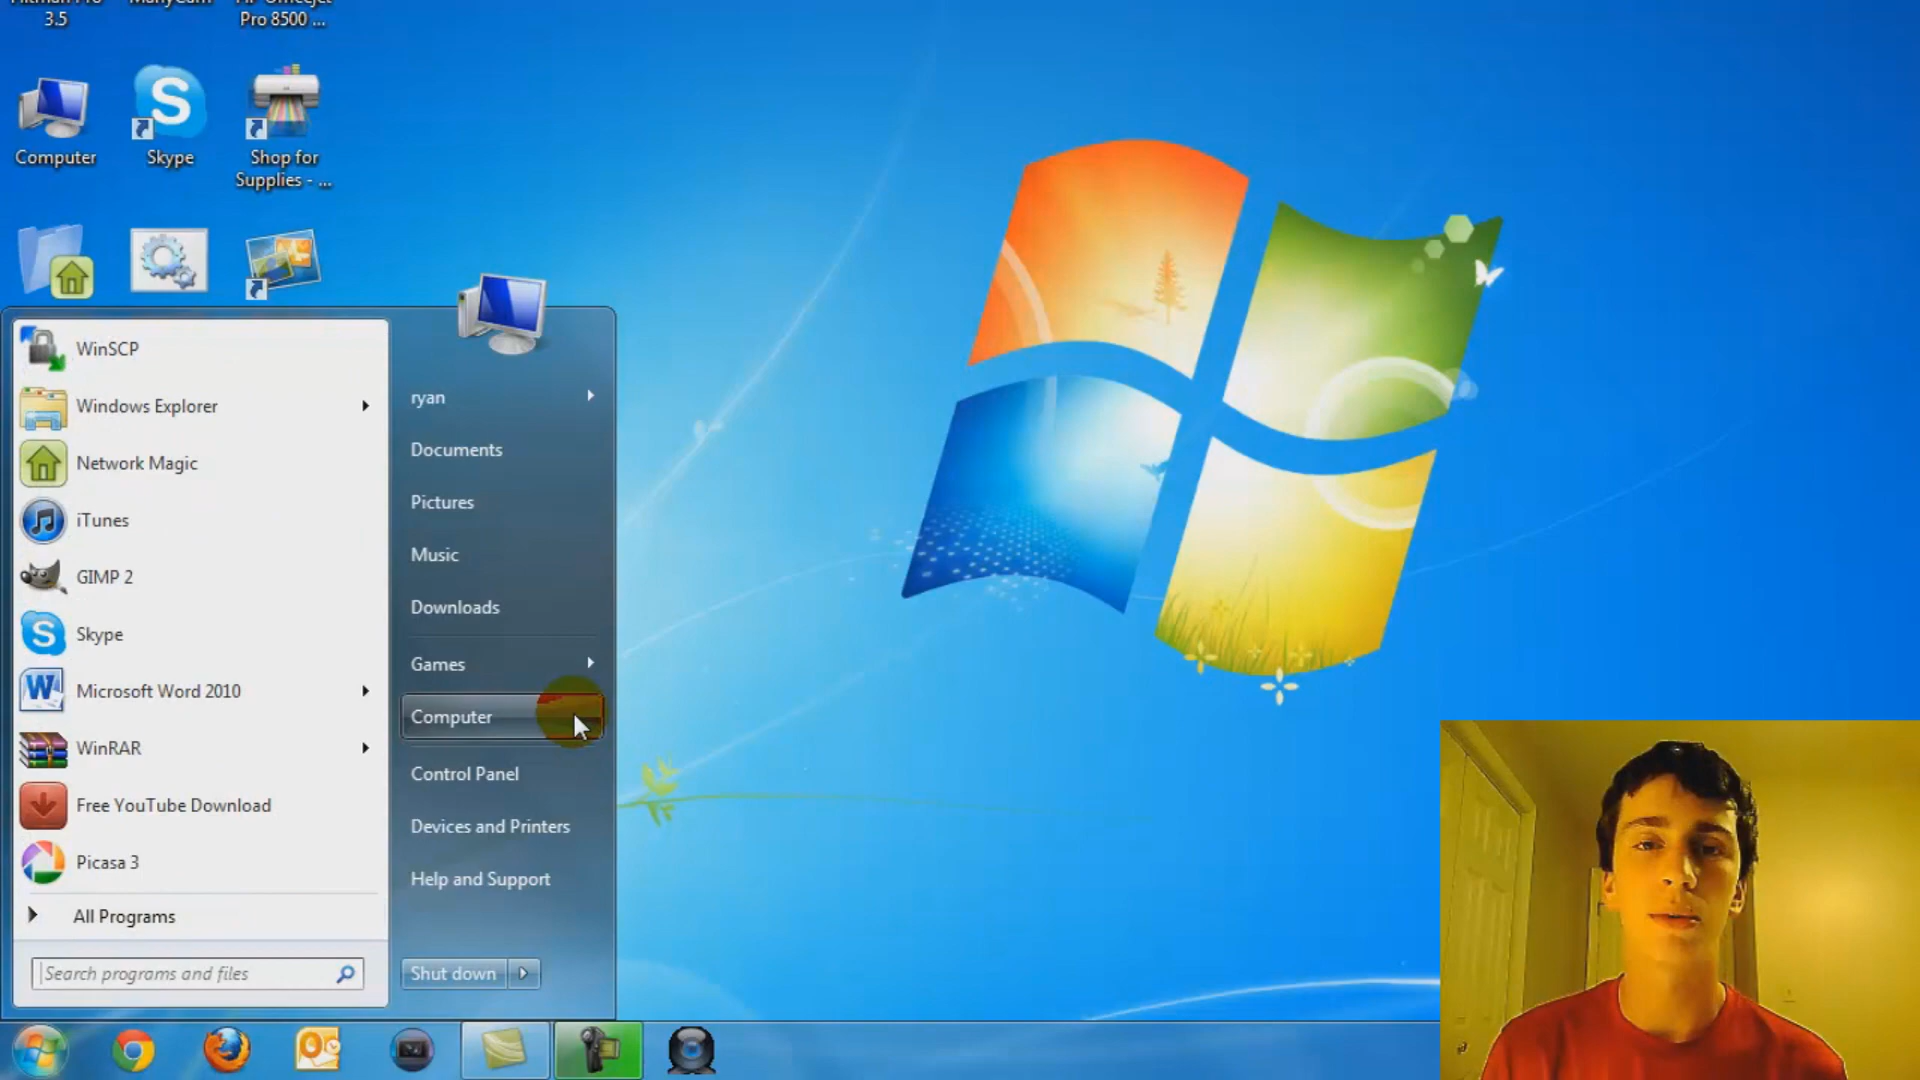 3.5
ManyCam
Pro 8500 ...
Computer
Skype
Shop for
Supplies - ...
WinSCP
Windows Explorer
Network Magic
iTunes
GIMP 2
Skype
Microsoft Word 2010
WinRAR
Free YouTube Download
Picasa 3
All Programs
Search programs and files
ryan
Documents
Pictures
Music
Downloads
Games
Computer
Control Panel
Devices and Printers
Help and Support
Shut down